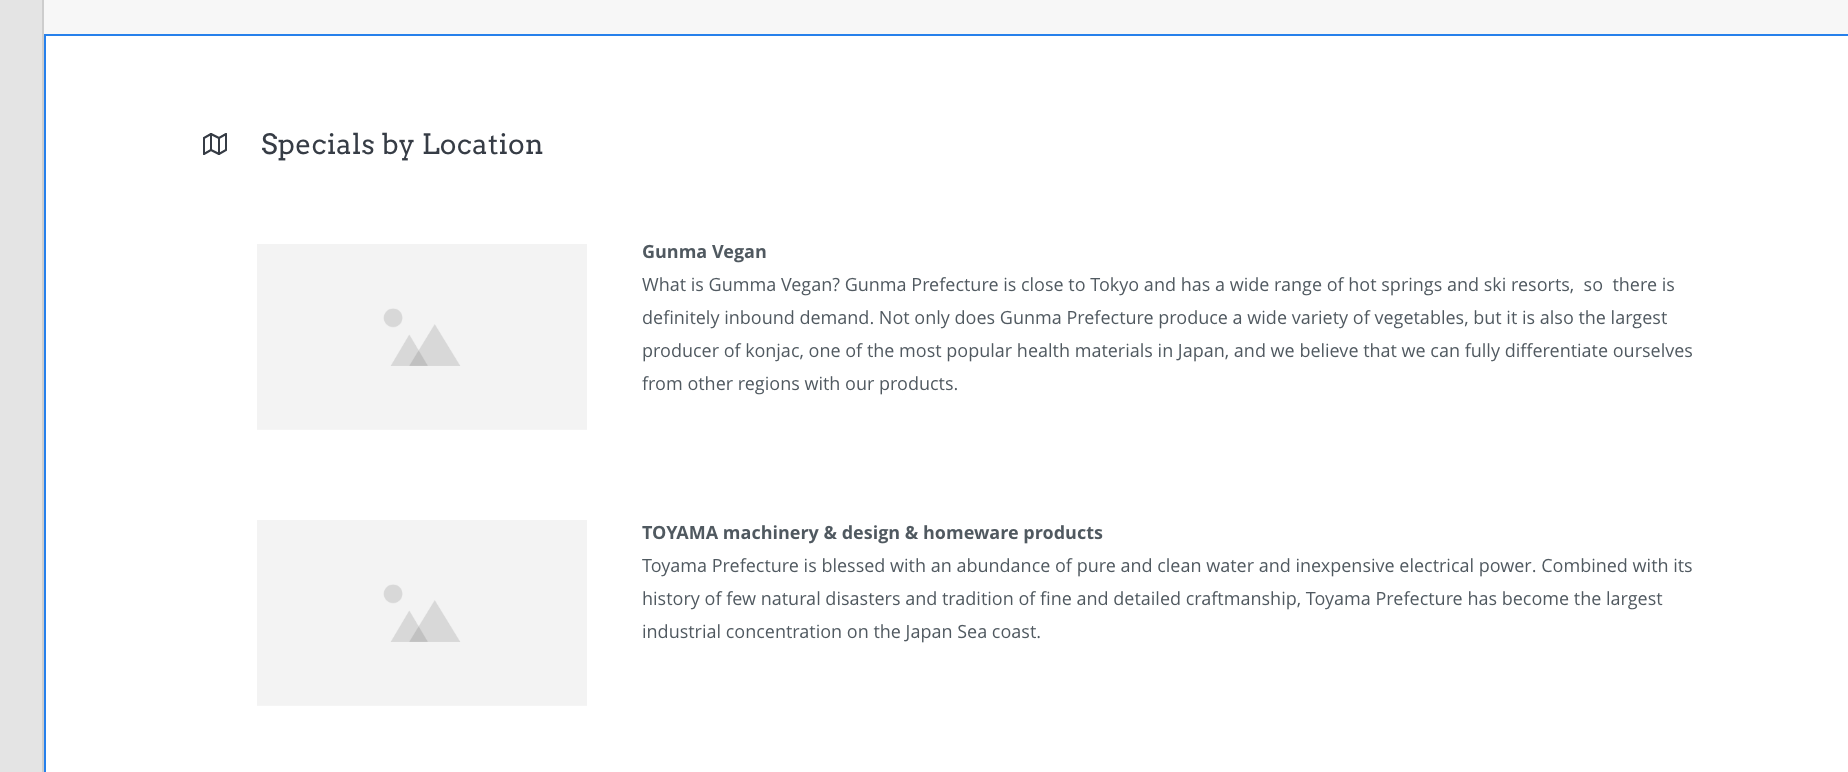 Specials by Location
Gunma Vegan
What is Gumma Vegan? Gunma Prefecture is close to Tokyo and has a wide range of hot springs and ski resorts,  so  there is
definitely inbound demand. Not only does Gunma Prefecture produce a wide variety of vegetables, but it is also the largest
producer of konjac, one of the most popular health materials in Japan, and we believe that we can fully differentiate ourselves
from other regions with our products.
TOYAMA machinery & design & homeware products
Toyama Prefecture is blessed with an abundance of pure and clean water and inexpensive electrical power. Combined with its
history of few natural disasters and tradition of fine and detailed craftmanship, Toyama Prefecture has become the largest
industrial concentration on the Japan Sea coast.